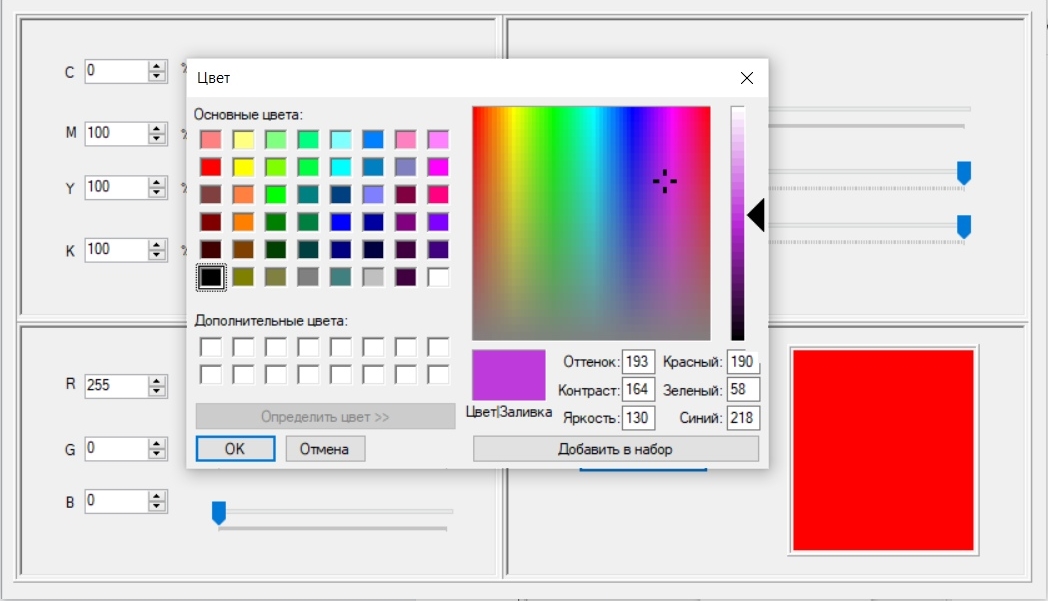 Цвет
Основные цвета:
Дополнительные цвета:
Определить цвет >>
OK
Отмена
Цвет|Заливка
Оттенок: 193
Контраст: 164
Яркость: 130
Красный: 190
Зеленый: 58
Синий: 218
Добавить в набор
C 0
M 100
Y 100
K 100
R 255
G 0
B 0